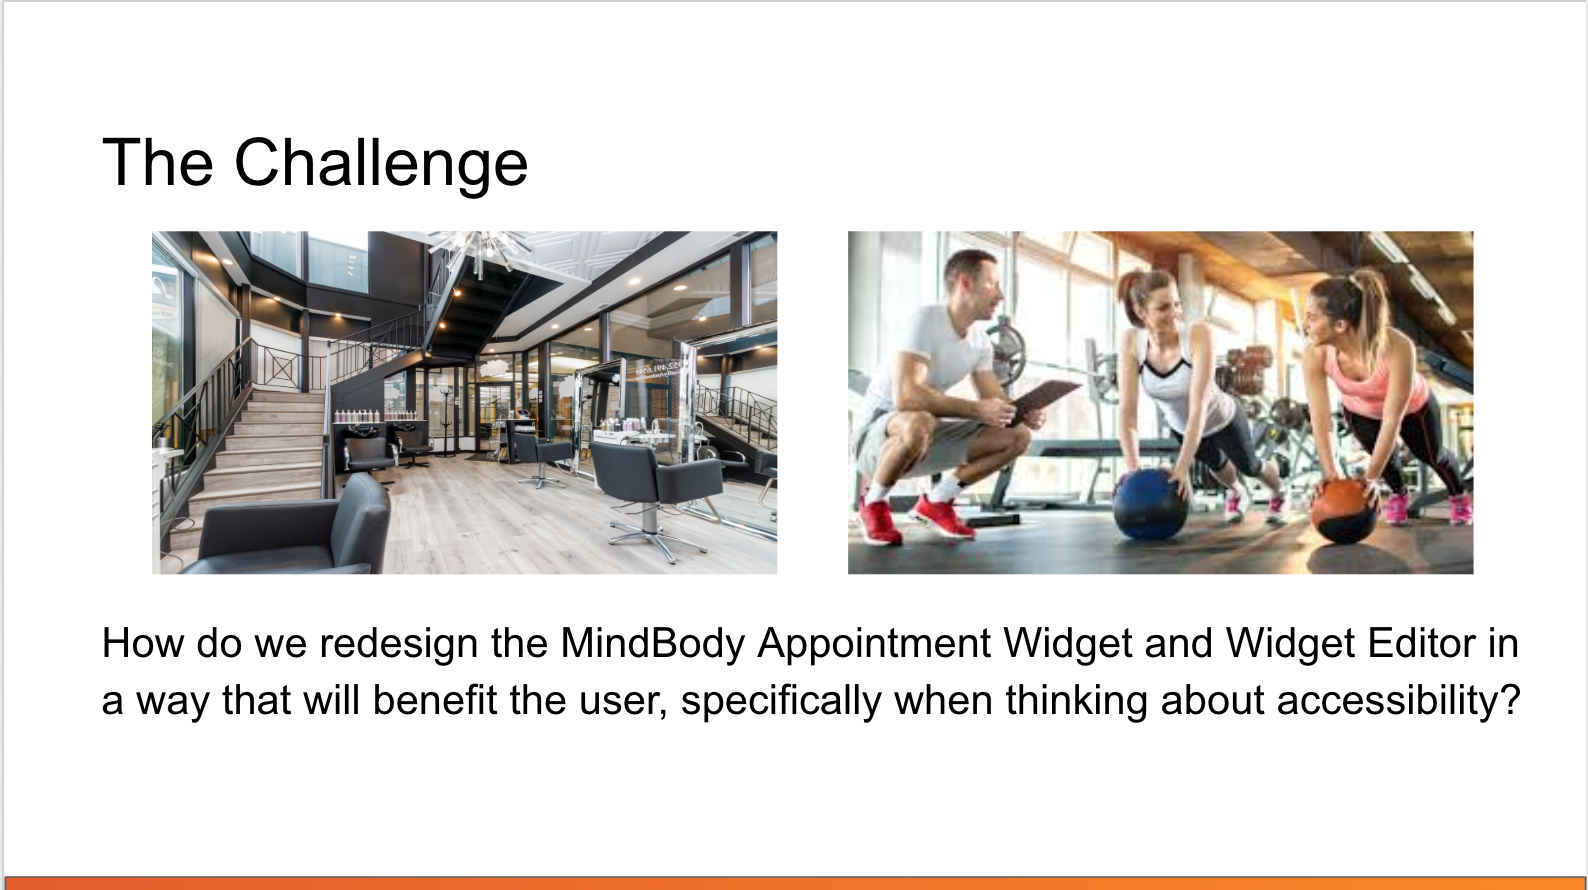 The Challenge
How do we redesign the MindBody Appointment Widget and Widget Editor in
a way that will benefit the user, specifically when thinking about accessibility?